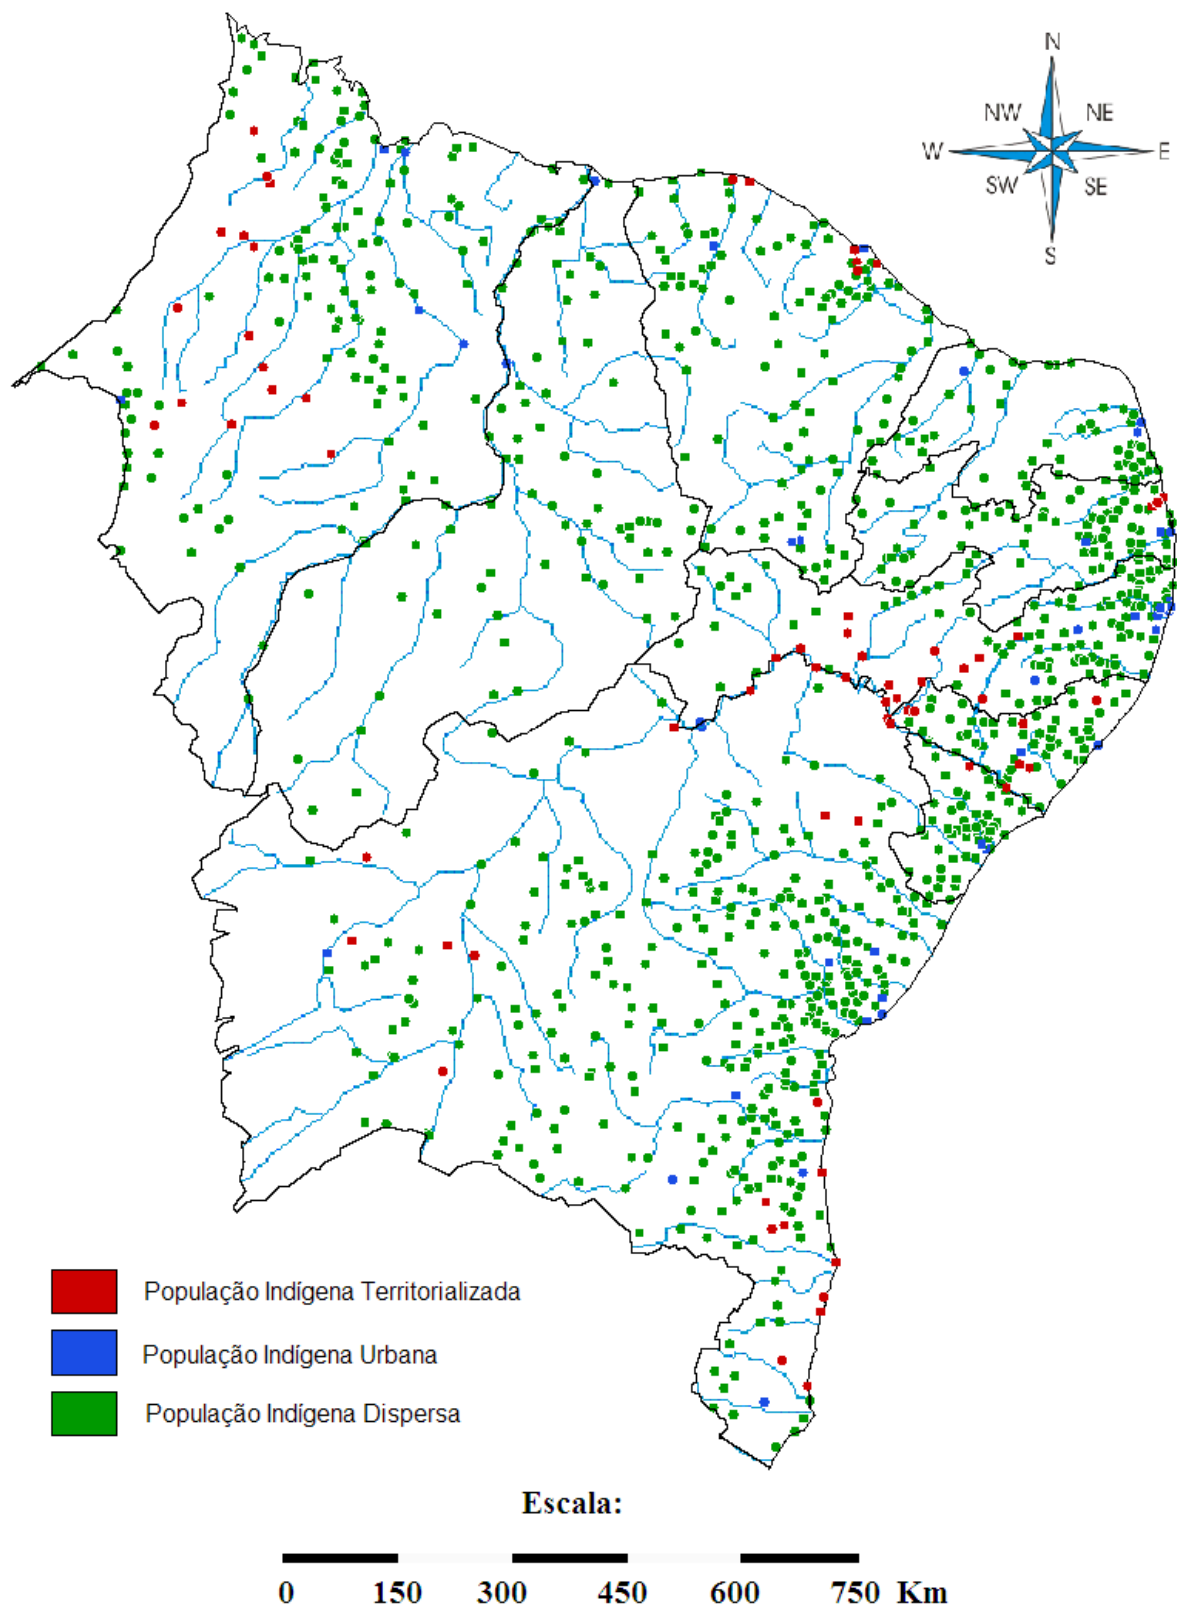 N
NW
NE
W
E
SW
SE
S
População Indígena Territorializada
População Indígena Urbana
População Indígena Dispersa
Escala:
0 150 300 450 600 750 Km